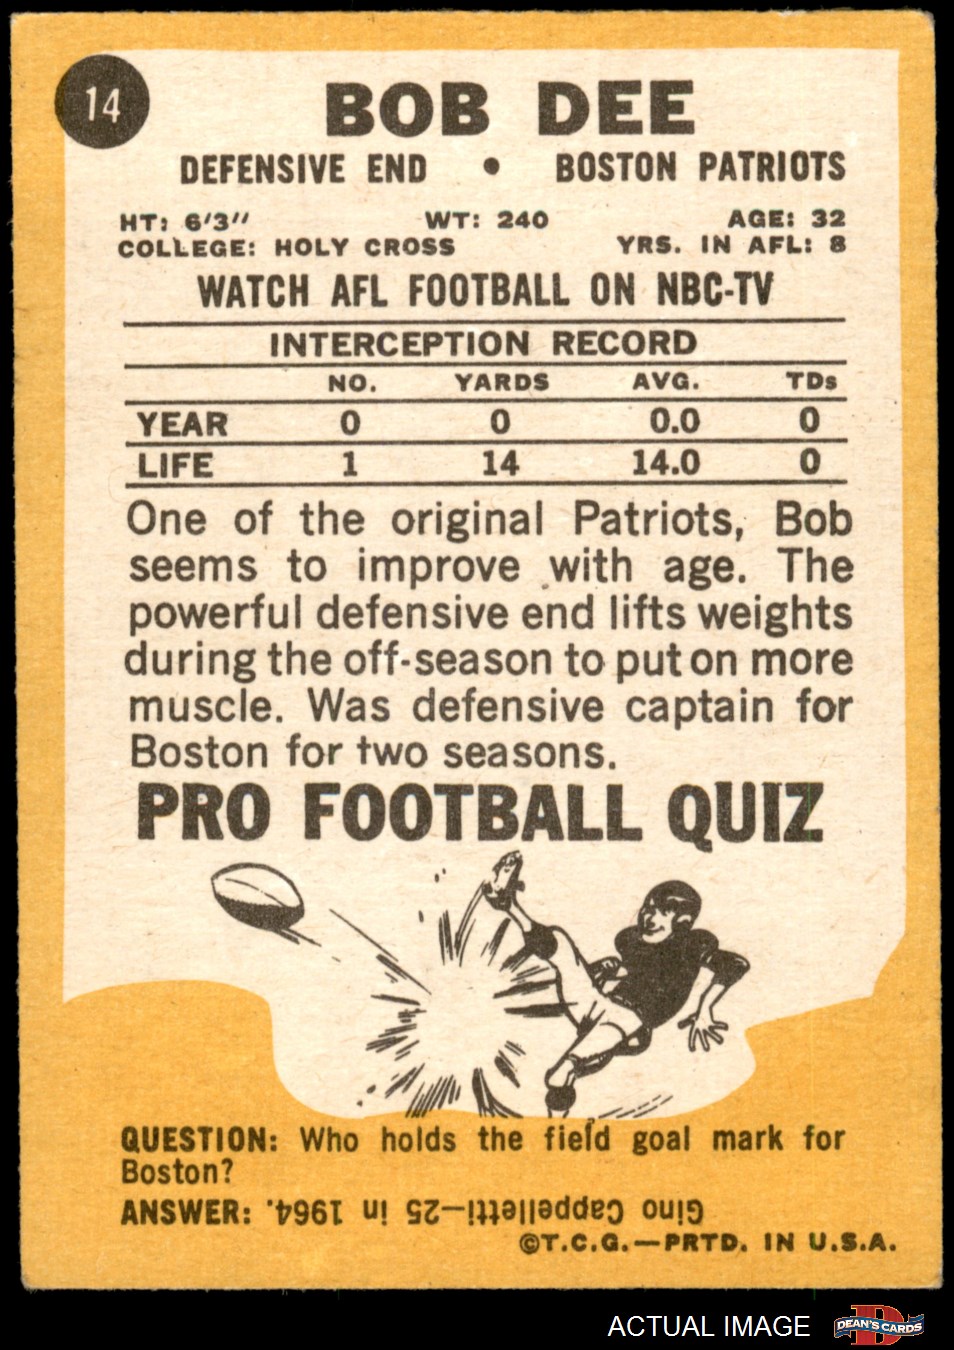 14
BOB DEE
DEFENSIVE END • BOSTON PATRIOTS
HT: 6'3" WT: 240 AGE: 32
COLLEGE: HOLY CROSS YRS. IN AFL: 8
WATCH AFL FOOTBALL ON NBC-TV
INTERCEPTION RECORD
NO. YARDS AVG. TDs
YEAR 0 0 0.0 0
LIFE 1 14 14.0 0
One of the original Patriots, Bob
seems to improve with age. The
powerful defensive end lifts weights
during the off-season to put on more
muscle. Was defensive captain for
Boston for two seasons.
PRO FOOTBALL QUIZ
QUESTION: Who holds the field goal mark for
Boston?
ANSWER: Gino Cappelletti—25 in 1964.
©T.C.G.—PRTD. IN U.S.A.
ACTUAL IMAGE
D
DEAN'S CARDS